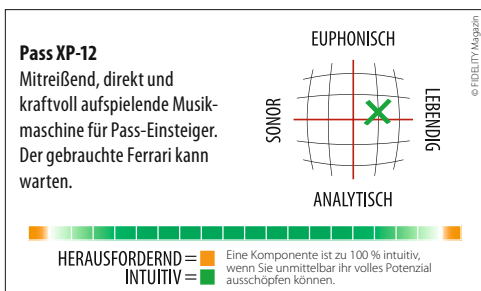 Pass XP-12
Mitreißend, direkt und
kraftvoll aufspielende Musik-
maschine für Pass-Einsteiger.
Der gebrauchte Ferrari kann
warten.
EUPHONISCH
SONOR
LEBENDIG
ANALYTISCH
© FIDELITY Magazin
HERAUSFORDERND =
INTUITIV =
Eine Komponente ist zu 100 % intuitiv,
wenn Sie unmittelbar ihr volles Potenzial
ausschöpfen können.